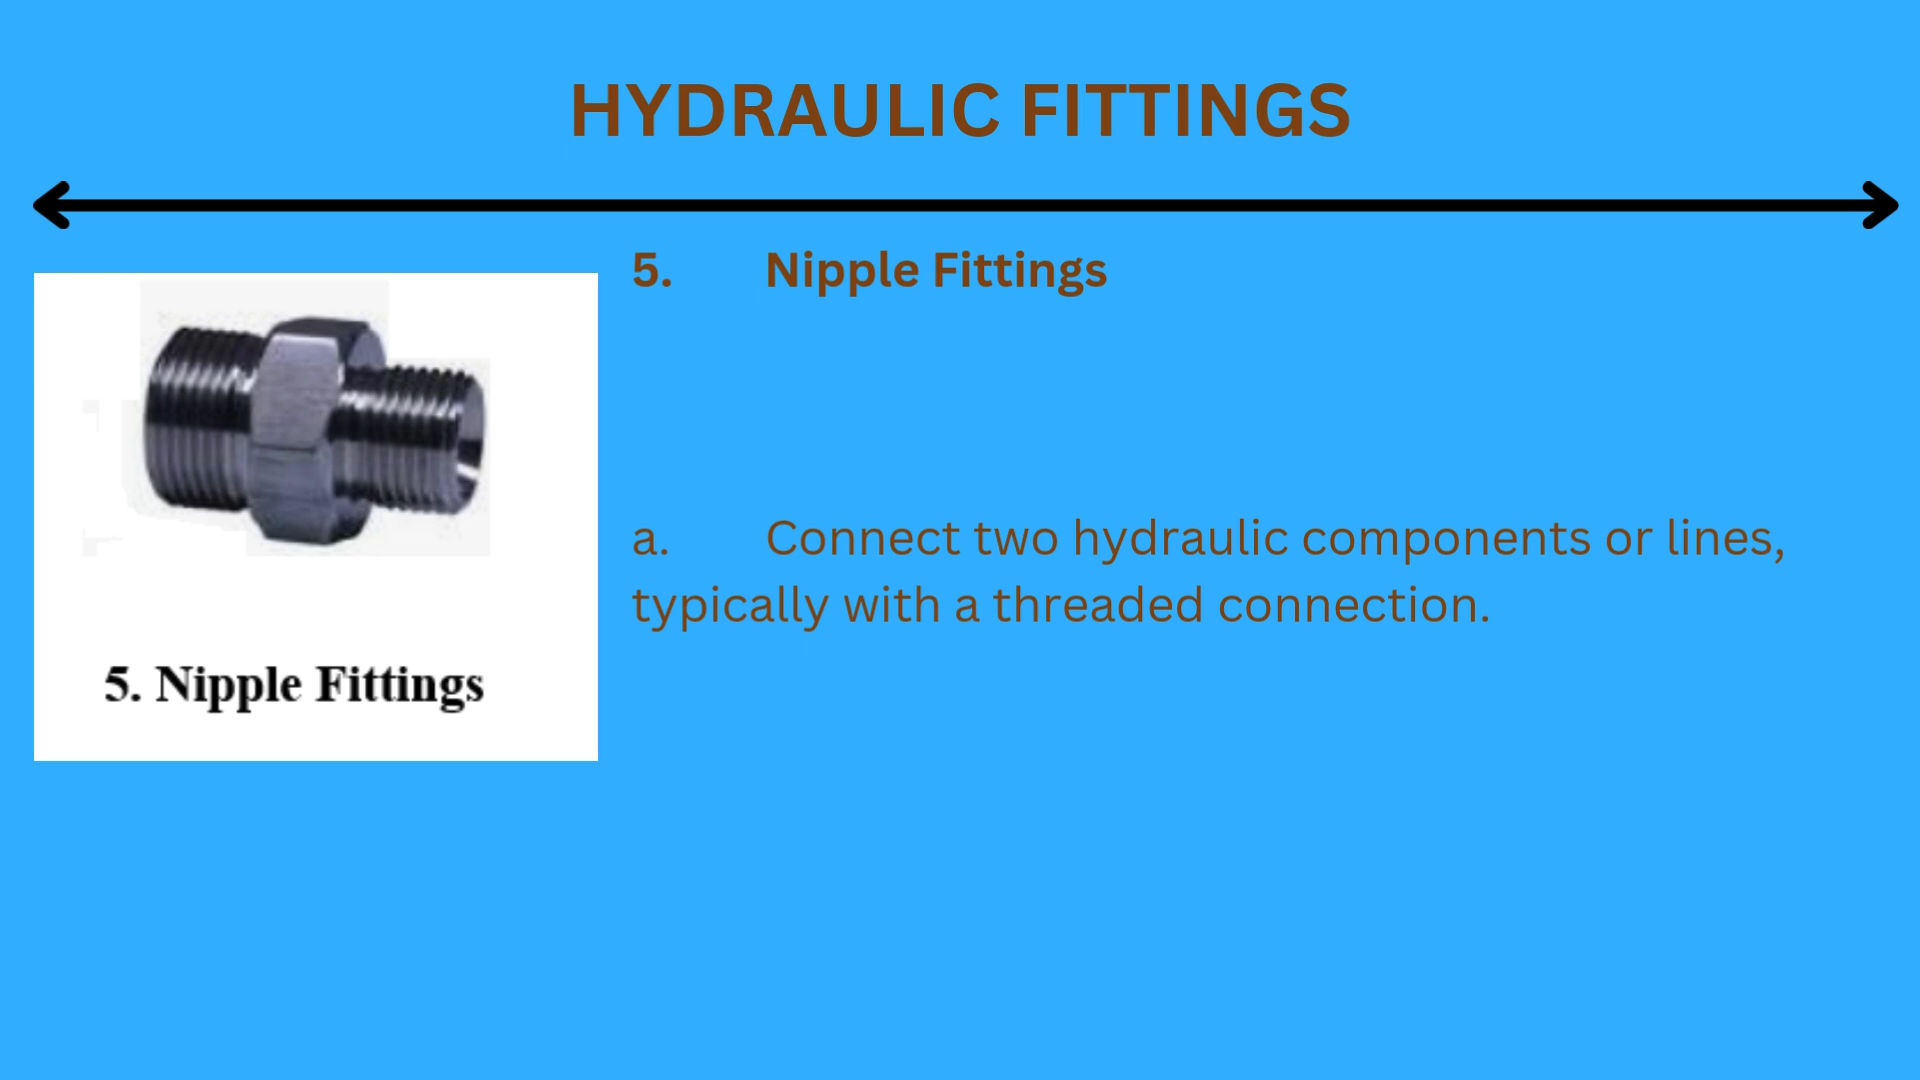 HYDRAULIC FITTINGS
5. Nipple Fittings
a. Connect two hydraulic components or lines,
typically with a threaded connection.
5. Nipple Fittings